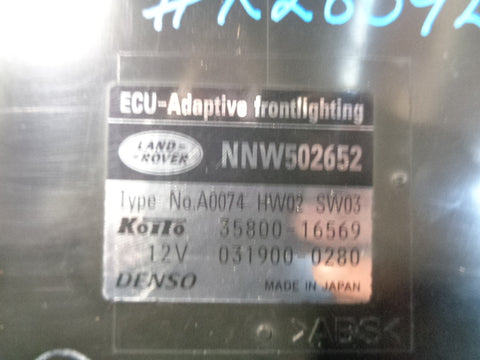 ECU-Adaptive frontlighting
LAND-
-ROVER
NNW502652
Type No.A0074 HW02 SW03
KOITO 35800-16569
12V 031900-0280
DENSO MADE IN JAPAN
>ABS<